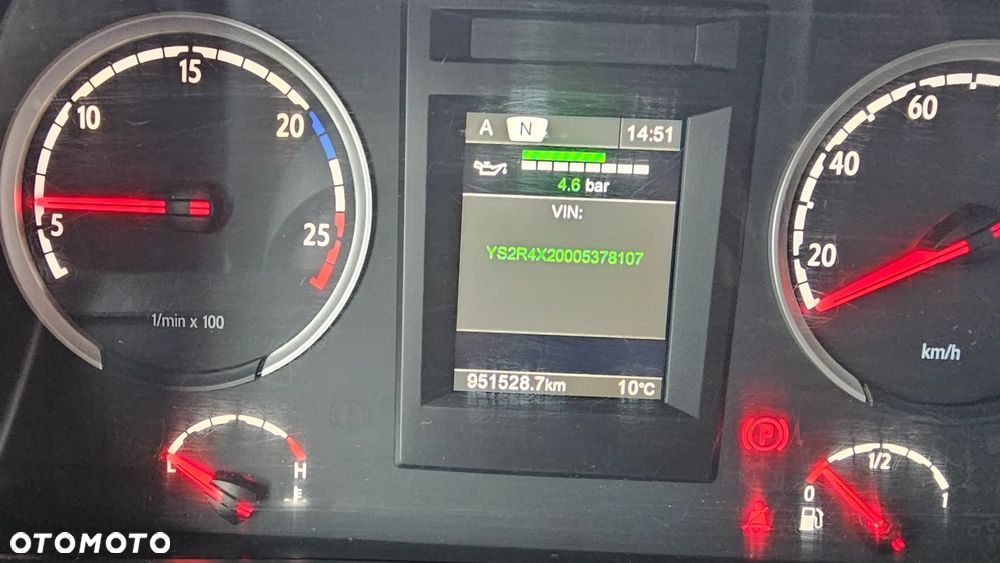 5
10
15
20
25
1/min x 100
L
H
E
A
N
14:51
4.6 bar
VIN:
YS2R4X20005378107
951528.7km
10°C
20
40
60
km/h
P
0
1/2
1
OTOMOTO